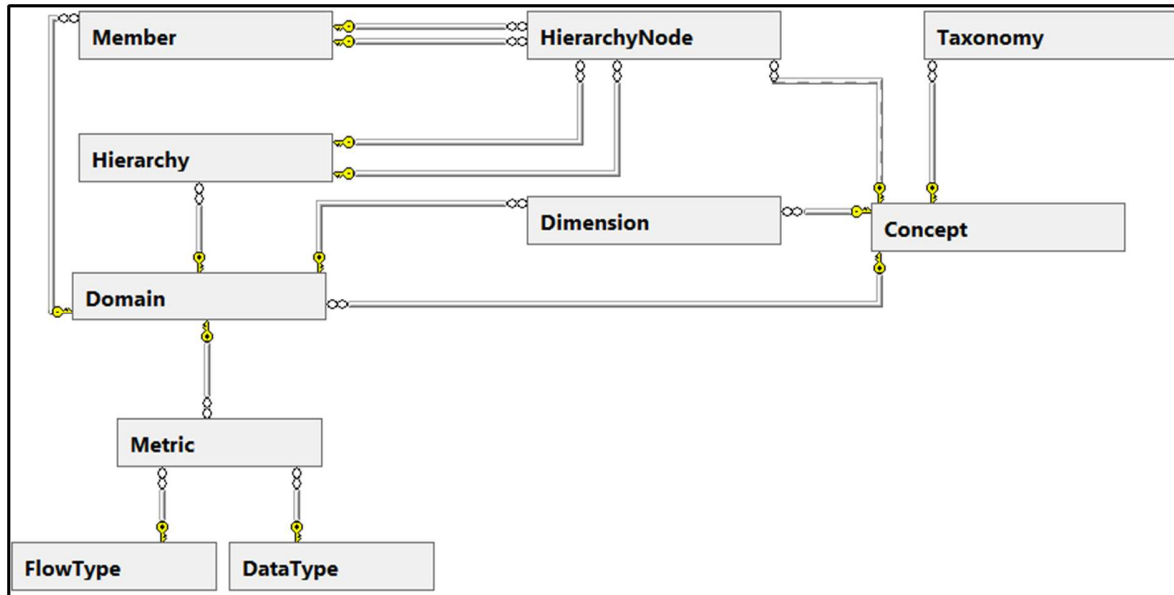 Member
HierarchyNode
Taxonomy
Hierarchy
Dimension
Concept
Domain
Metric
FlowType
DataType